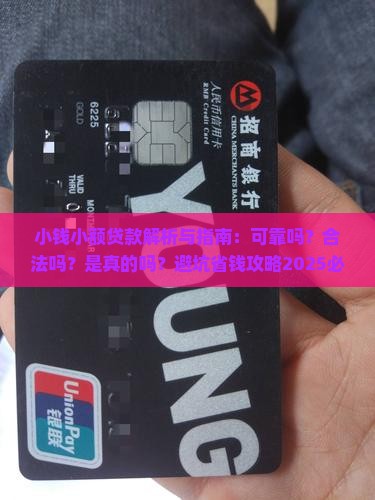 招商银行
CHINA MERCHANTS BANK
人民币信用卡
RMB Credit Card
6225
GOLD
VALID
THRU
小钱小额贷款解析与指南：可靠吗？合
法吗？是真的吗？避坑省钱攻略2025必
YOUNG
UnionPay
银联